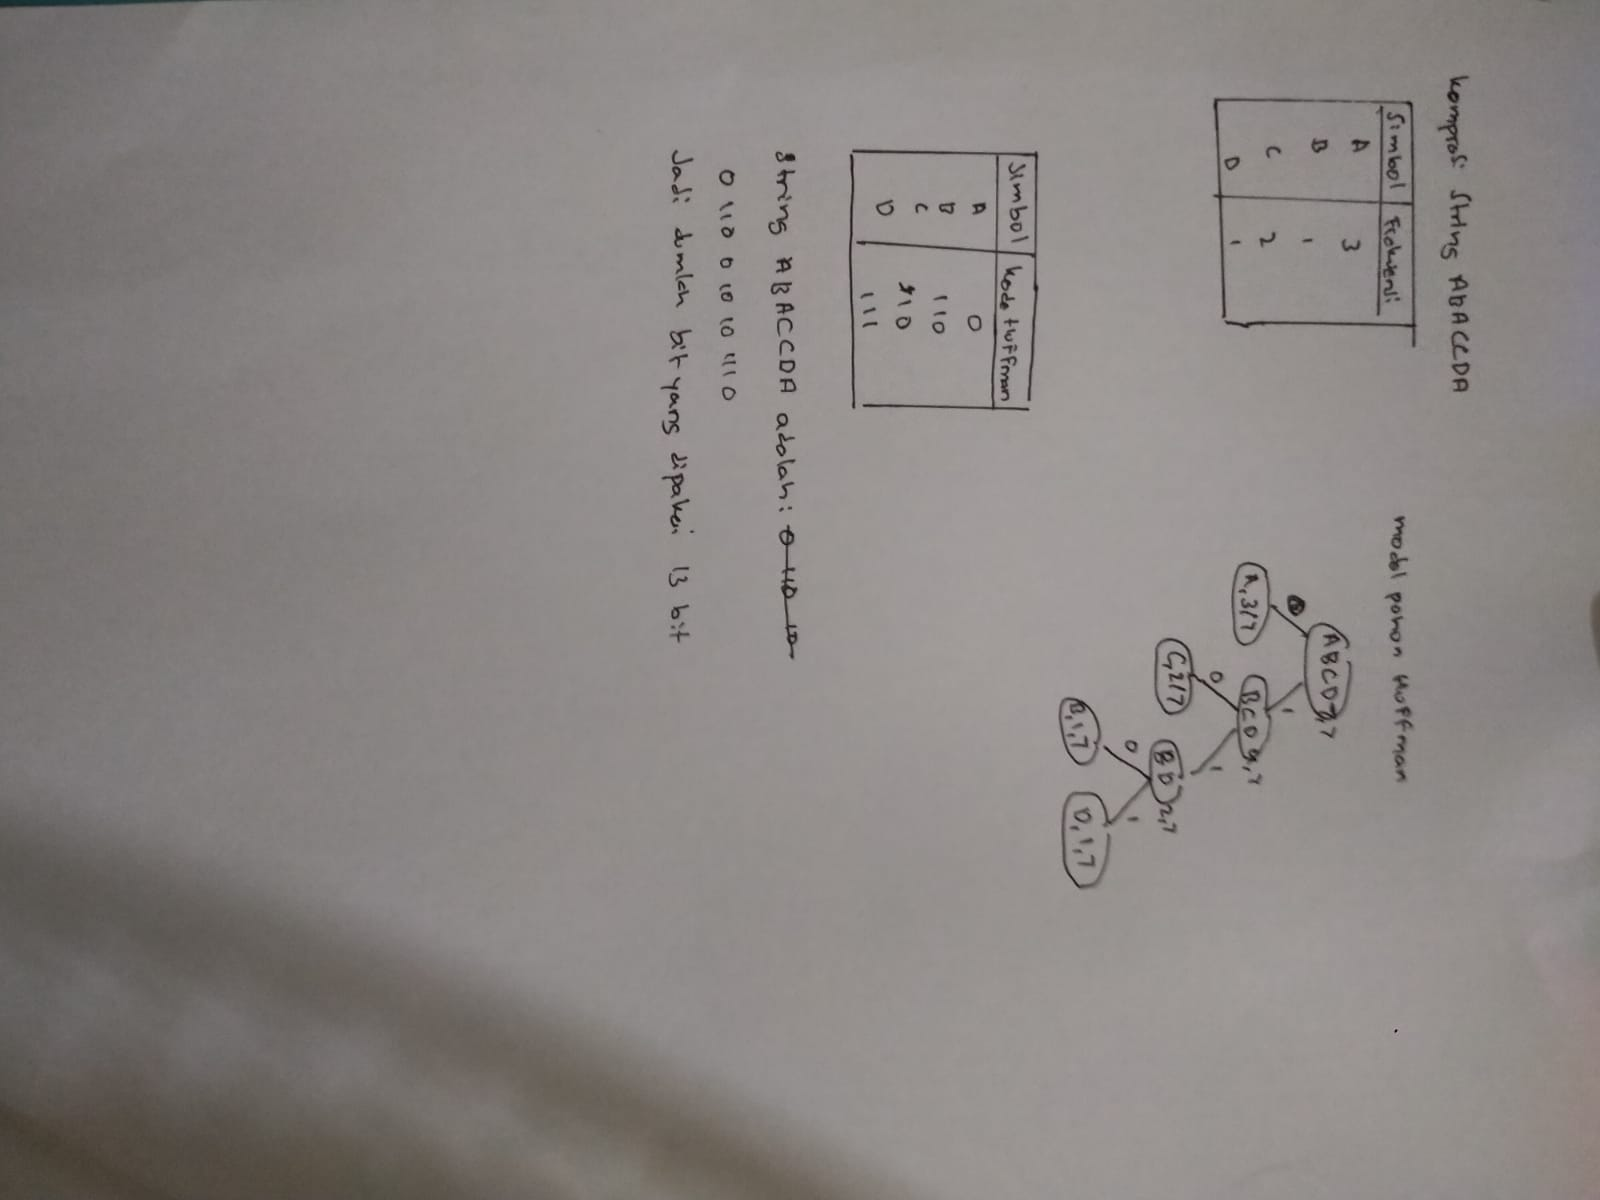 Kompresi String ABACCDA
Simbol Frekuensi
A 3
B 1
C 2
D 1
model pohon Huffman
ABCD 7,7
0 1
A,3/7 BCD 4,7
0 1
C,2/7 BD 2,7
0 1
B,1,7 D,1,7
Simbol Kode Huffman
A 0
B 110
C 10
D 111
String ABACCDA adalah: 0 110 10
0 110 0 10 10 111 0
Jadi Jumlah bit yang dipakai 13 bit